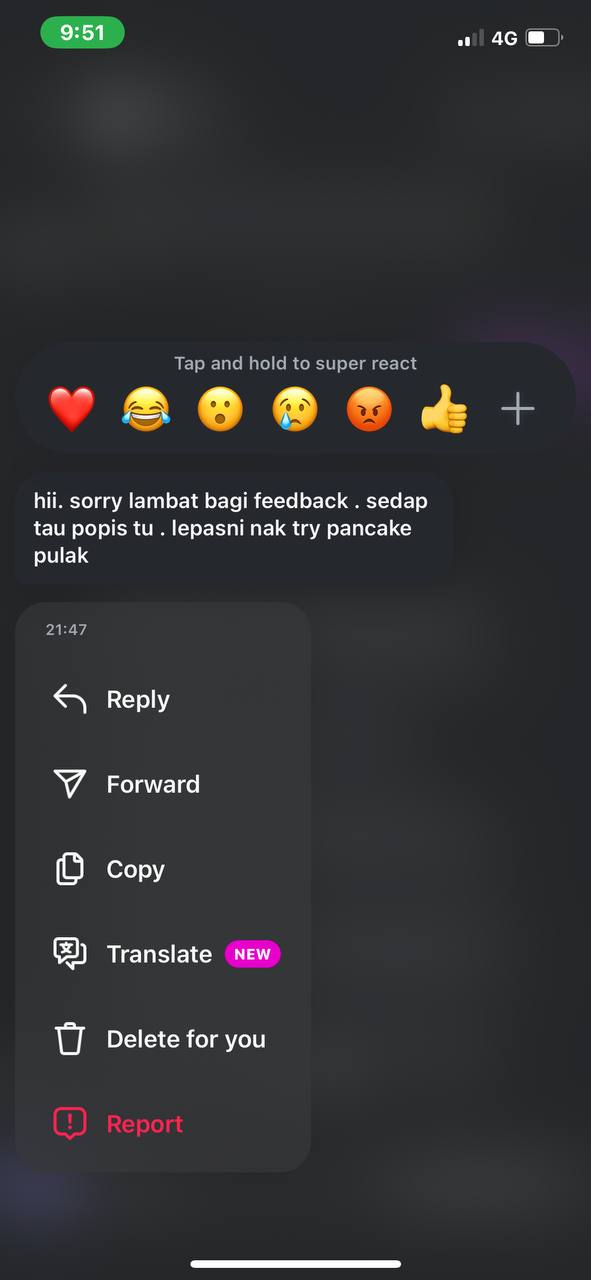 9:51
4G
Tap and hold to super react
hii. sorry lambat bagi feedback . sedap
tau popis tu . lepasni nak try pancake
pulak
21:47
Reply
Forward
Copy
Translate NEW
Delete for you
Report